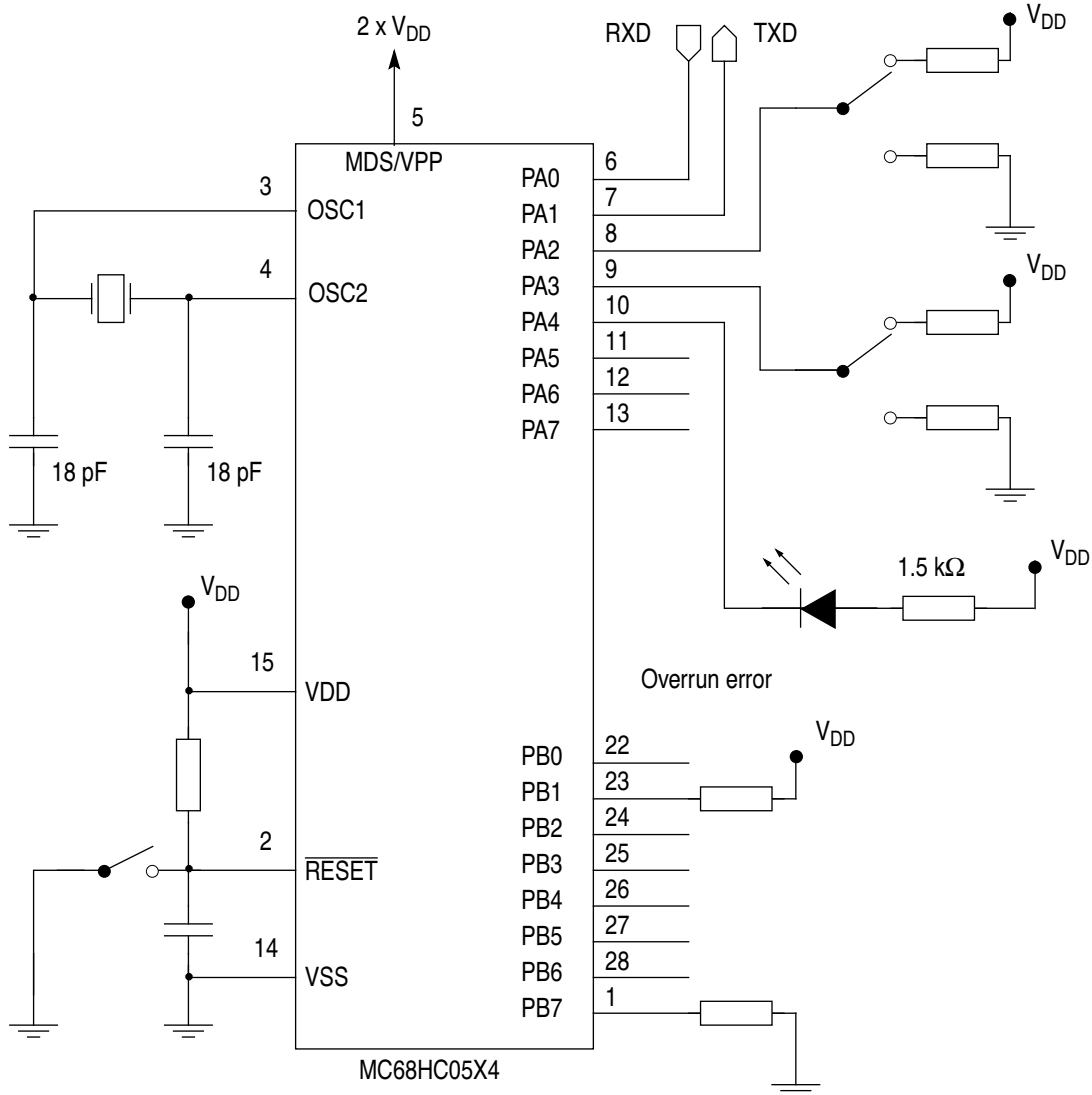 2 x VDD
5
MDS/VPP
RXD
TXD
VDD
3
OSC1
4
OSC2
18 pF
18 pF
PA0
6
PA1
7
PA2
8
PA3
9
PA4
10
PA5
11
PA6
12
PA7
13
VDD
1.5 kΩ
VDD
Overrun error
VDD
15
VDD
2
RESET
14
VSS
PB0
22
PB1
23
VDD
PB2
24
PB3
25
PB4
26
PB5
27
PB6
28
PB7
1
MC68HC05X4